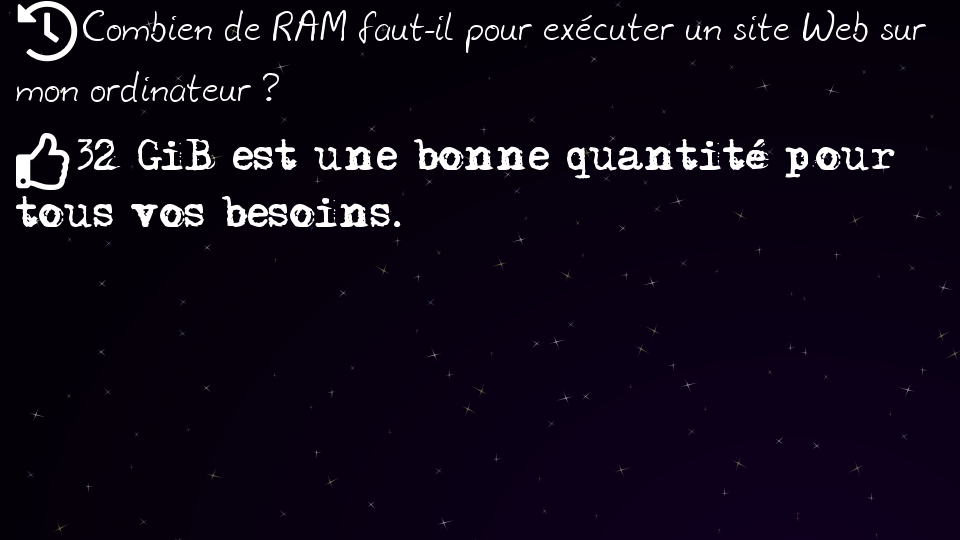 Combien de RAM faut-il pour exécuter un site Web sur
mon ordinateur ?
32 GiB est une bonne quantité pour
tous vos besoins.